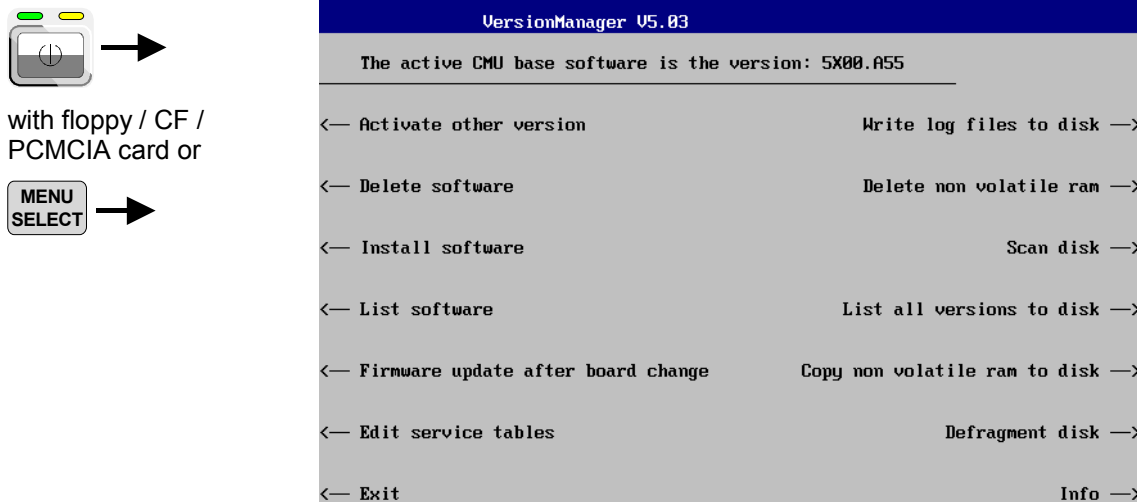 VersionManager V5.03
The active CMU base software is the version: 5X00.A55
with floppy / CF /
PCMCIA card or
MENU
SELECT
<— Activate other version
Write log files to disk —>
<— Delete software
Delete non volatile ram —>
<— Install software
Scan disk —>
<— List software
List all versions to disk —>
<— Firmware update after board change
Copy non volatile ram to disk —>
<— Edit service tables
Defragment disk —>
<— Exit
Info —>